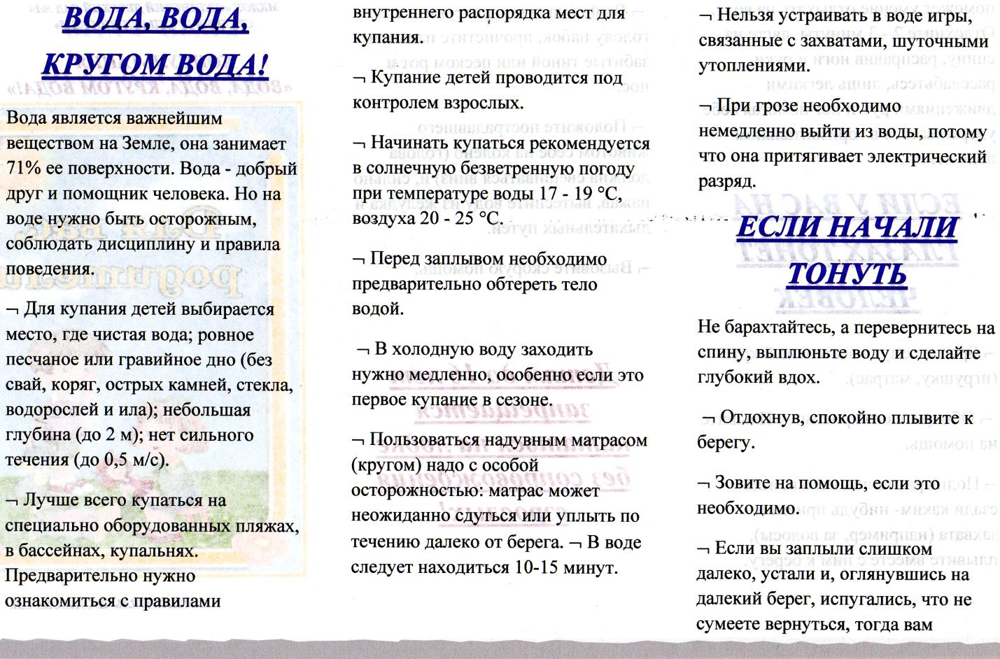 ВОДА, ВОДА,
КРУГОМ ВОДА!
Вода является важнейшим
веществом на Земле, она занимает
71% ее поверхности. Вода - добрый
друг и помощник человека. Но на
воде нужно быть осторожным,
соблюдать дисциплину и правила
поведения.
¬ Для купания детей выбирается
место, где чистая вода; ровное
песчаное или гравийное дно (без
свай, коряг, острых камней, стекла,
водорослей и ила); небольшая
глубина (до 2 м); нет сильного
течения (до 0,5 м/с).
¬ Лучше всего купаться на
специально оборудованных пляжах,
в бассейнах, купальнях.
Предварительно нужно
ознакомиться с правилами
внутреннего распорядка мест для
купания.
¬ Купание детей проводится под
контролем взрослых.
¬ Начинать купаться рекомендуется
в солнечную безветренную погоду
при температуре воды 17 - 19 °С,
воздуха 20 - 25 °С.
¬ Перед заплывом необходимо
предварительно обтереть тело
водой.
¬ В холодную воду заходить
нужно медленно, особенно если это
первое купание в сезоне.
¬ Пользоваться надувным матрасом
(кругом) надо с особой
осторожностью: матрас может
неожиданно сдуться или уплыть по
течению далеко от берега. ¬ В воде
следует находиться 10-15 минут.
¬ Нельзя устраивать в воде игры,
связанные с захватами, шуточными
утоплениями.
¬ При грозе необходимо
немедленно выйти из воды, потому
что она притягивает электрический
разряд.
ЕСЛИ НАЧАЛИ
ТОНУТЬ
Не барахтайтесь, а перевернитесь на
спину, выплюньте воду и сделайте
глубокий вдох.
¬ Отдохнув, спокойно плывите к
берегу.
¬ Зовите на помощь, если это
необходимо.
¬ Если вы заплыли слишком
далеко, устали и, оглянувшись на
далекий берег, испугались, что не
сумеете вернуться, тогда вам